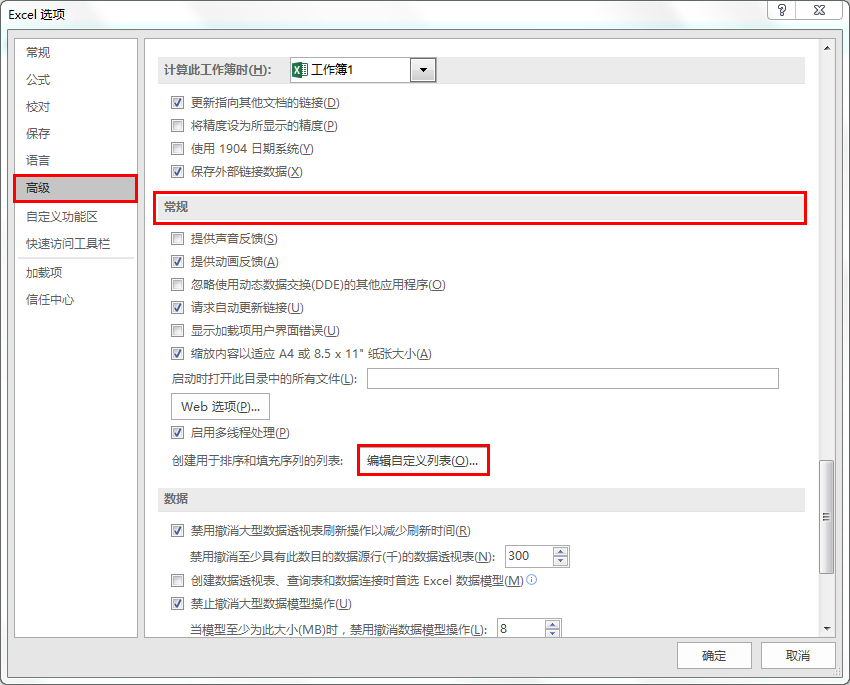 Excel 选项
常规
公式
校对
保存
语言
高级
自定义功能区
快速访问工具栏
加载项
信任中心
计算此工作簿时(H): 工作簿1
更新指向其他文档的链接(D)
将精度设为所显示的精度(P)
使用 1904 日期系统(Y)
保存外部链接数据(X)
常规
提供声音反馈(S)
提供动画反馈(A)
忽略使用动态数据交换(DDE)的其他应用程序(O)
请求自动更新链接(U)
显示加载项用户界面错误(U)
缩放内容以适应 A4 或 8.5 x 11" 纸张大小(A)
启动时打开此目录中的所有文件(L):
Web 选项(P)...
启用多线程处理(P)
创建用于排序和填充序列的列表: 编辑自定义列表(O)...
数据
禁用撤消大型数据透视表刷新操作以减少刷新时间(R)
禁用撤消至少具有此数目的数据源行(千)的数据透视表(N): 300
创建数据透视表、查询表和数据连接时首选 Excel 数据模型(M)
禁止撤消大型数据模型操作(U)
当模型至少为此大小(MB)时，禁用撤消数据模型操作(L): 8
确定 取消